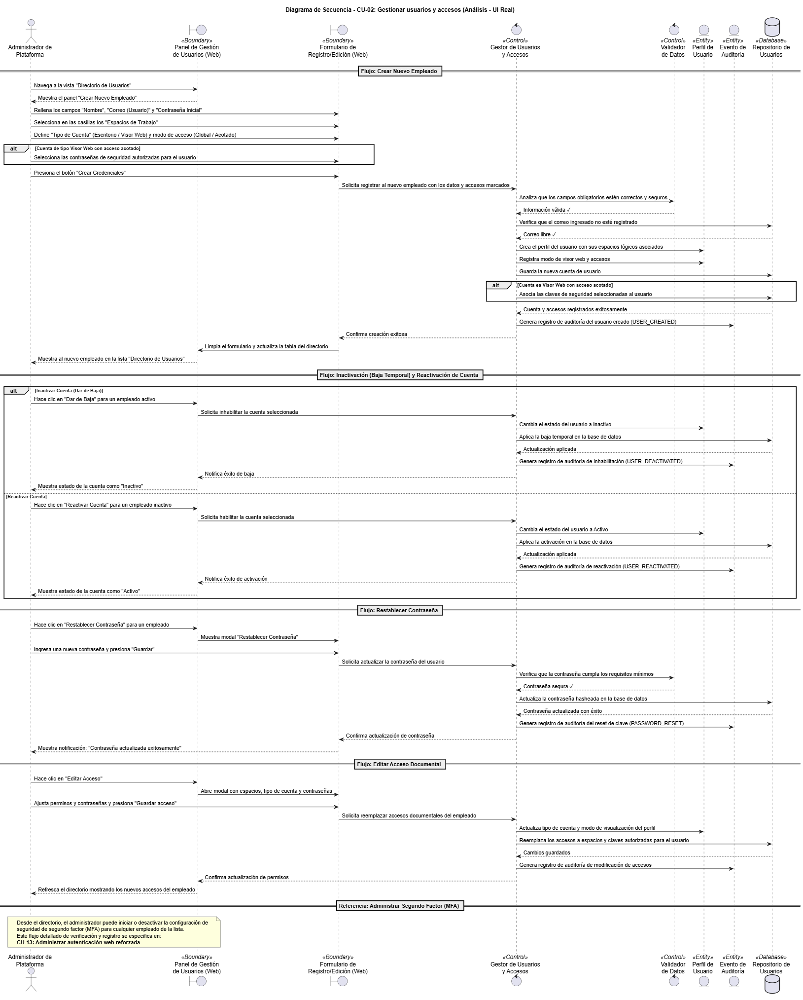 Diagrama de Secuencia - CU-02: Gestionar usuarios y accesos (Análisis - UI Real)
Administrador de
Plataforma
«Boundary»
Panel de Gestión
de Usuarios (Web)
«Boundary»
Formulario de
Registro/Edición (Web)
«Control»
Gestor de Usuarios
y Accesos
«Control»
Validador
de Datos
«Entity»
Perfil de
Usuario
«Entity»
Evento de
Auditoría
«Database»
Repositorio de
Usuarios
Flujo: Crear Nuevo Empleado
Navega a la vista "Directorio de Usuarios"
Muestra el panel "Crear Nuevo Empleado"
Rellena los campos "Nombre", "Correo (Usuario)" y "Contraseña Inicial"
Selecciona en las casillas los "Espacios de Trabajo"
Define "Tipo de Cuenta" (Escritorio / Visor Web) y modo de acceso (Global / Acotado)
alt [Cuenta de tipo Visor Web con acceso acotado]
Selecciona las contraseñas de seguridad autorizadas para el usuario
Presiona el botón "Crear Credenciales"
Solicita registrar al nuevo empleado con los datos y accesos marcados
Analiza que los campos obligatorios estén correctos y seguros
Información válida ✓
Verifica que el correo ingresado no esté registrado
Correo libre ✓
Crea el perfil del usuario con sus espacios lógicos asociados
Registra modo de visor web y accesos
Guarda la nueva cuenta de usuario
alt [Cuenta es Visor Web con acceso acotado]
Asocia las claves de seguridad seleccionadas al usuario
Cuenta y accesos registrados exitosamente
Genera registro de auditoría del usuario creado (USER_CREATED)
Confirma creación exitosa
Limpia el formulario y actualiza la tabla del directorio
Muestra al nuevo empleado en la lista "Directorio de Usuarios"
Flujo: Inactivación (Baja Temporal) y Reactivación de Cuenta
alt [Inactivar Cuenta (Dar de Baja)]
Hace clic en "Dar de Baja" para un empleado activo
Solicita inhabilitar la cuenta seleccionada
Cambia el estado del usuario a Inactivo
Aplica la baja temporal en la base de datos
Actualización aplicada
Genera registro de auditoría de inhabilitación (USER_DEACTIVATED)
Notifica éxito de baja
Muestra estado de la cuenta como "Inactivo"
[Reactivar Cuenta]
Hace clic en "Reactivar Cuenta" para un empleado inactivo
Solicita habilitar la cuenta seleccionada
Cambia el estado del usuario a Activo
Aplica la activación en la base de datos
Actualización aplicada
Genera registro de auditoría de reactivación (USER_REACTIVATED)
Notifica éxito de activación
Muestra estado de la cuenta como "Activo"
Flujo: Restablecer Contraseña
Hace clic en "Restablecer Contraseña" para un empleado
Muestra modal "Restablecer Contraseña"
Ingresa una nueva contraseña y presiona "Guardar"
Solicita actualizar la contraseña del usuario
Verifica que la contraseña cumpla los requisitos mínimos
Contraseña segura ✓
Actualiza la contraseña hasheada en la base de datos
Contraseña actualizada con éxito
Genera registro de auditoría del reset de clave (PASSWORD_RESET)
Confirma actualización de contraseña
Muestra notificación: "Contraseña actualizada exitosamente"
Flujo: Editar Acceso Documental
Hace clic en "Editar Acceso"
Abre modal con espacios, tipo de cuenta y contraseñas
Ajusta permisos y contraseñas y presiona "Guardar acceso"
Solicita reemplazar accesos documentales del empleado
Actualiza tipo de cuenta y modo de visualización del perfil
Reemplaza los accesos a espacios y claves autorizadas para el usuario
Cambios guardados
Genera registro de auditoría de modificación de accesos
Confirma actualización de permisos
Refresca el directorio mostrando los nuevos accesos del empleado
Referencia: Administrar Segundo Factor (MFA)
Desde el directorio, el administrador puede iniciar o desactivar la configuración de
seguridad de segundo factor (MFA) para cualquier empleado de la lista.
Este flujo detallado de verificación y registro se especifica en:
CU-13: Administrar autenticación web reforzada
Administrador de
Plataforma
«Boundary»
Panel de Gestión
de Usuarios (Web)
«Boundary»
Formulario de
Registro/Edición (Web)
«Control»
Gestor de Usuarios
y Accesos
«Control»
Validador
de Datos
«Entity»
Perfil de
Usuario
«Entity»
Evento de
Auditoría
«Database»
Repositorio de
Usuarios